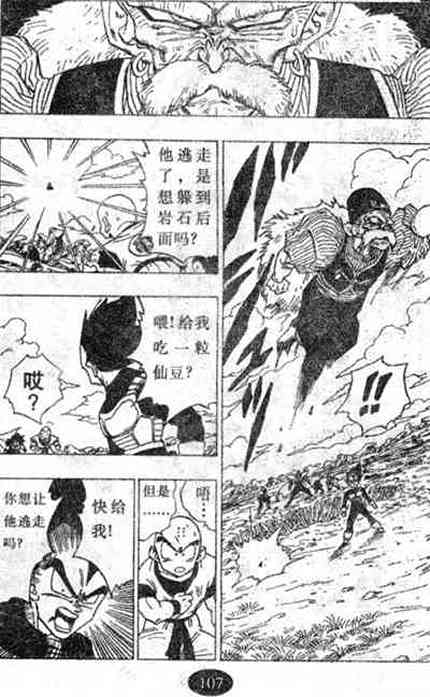 !!
他逃走
了，是
想躲到
岩石后
面吗？
喂！给我
吃一粒
仙豆？
哎
？
唔…
但是
……
快给
我！
你想让
他逃走
吗？
107